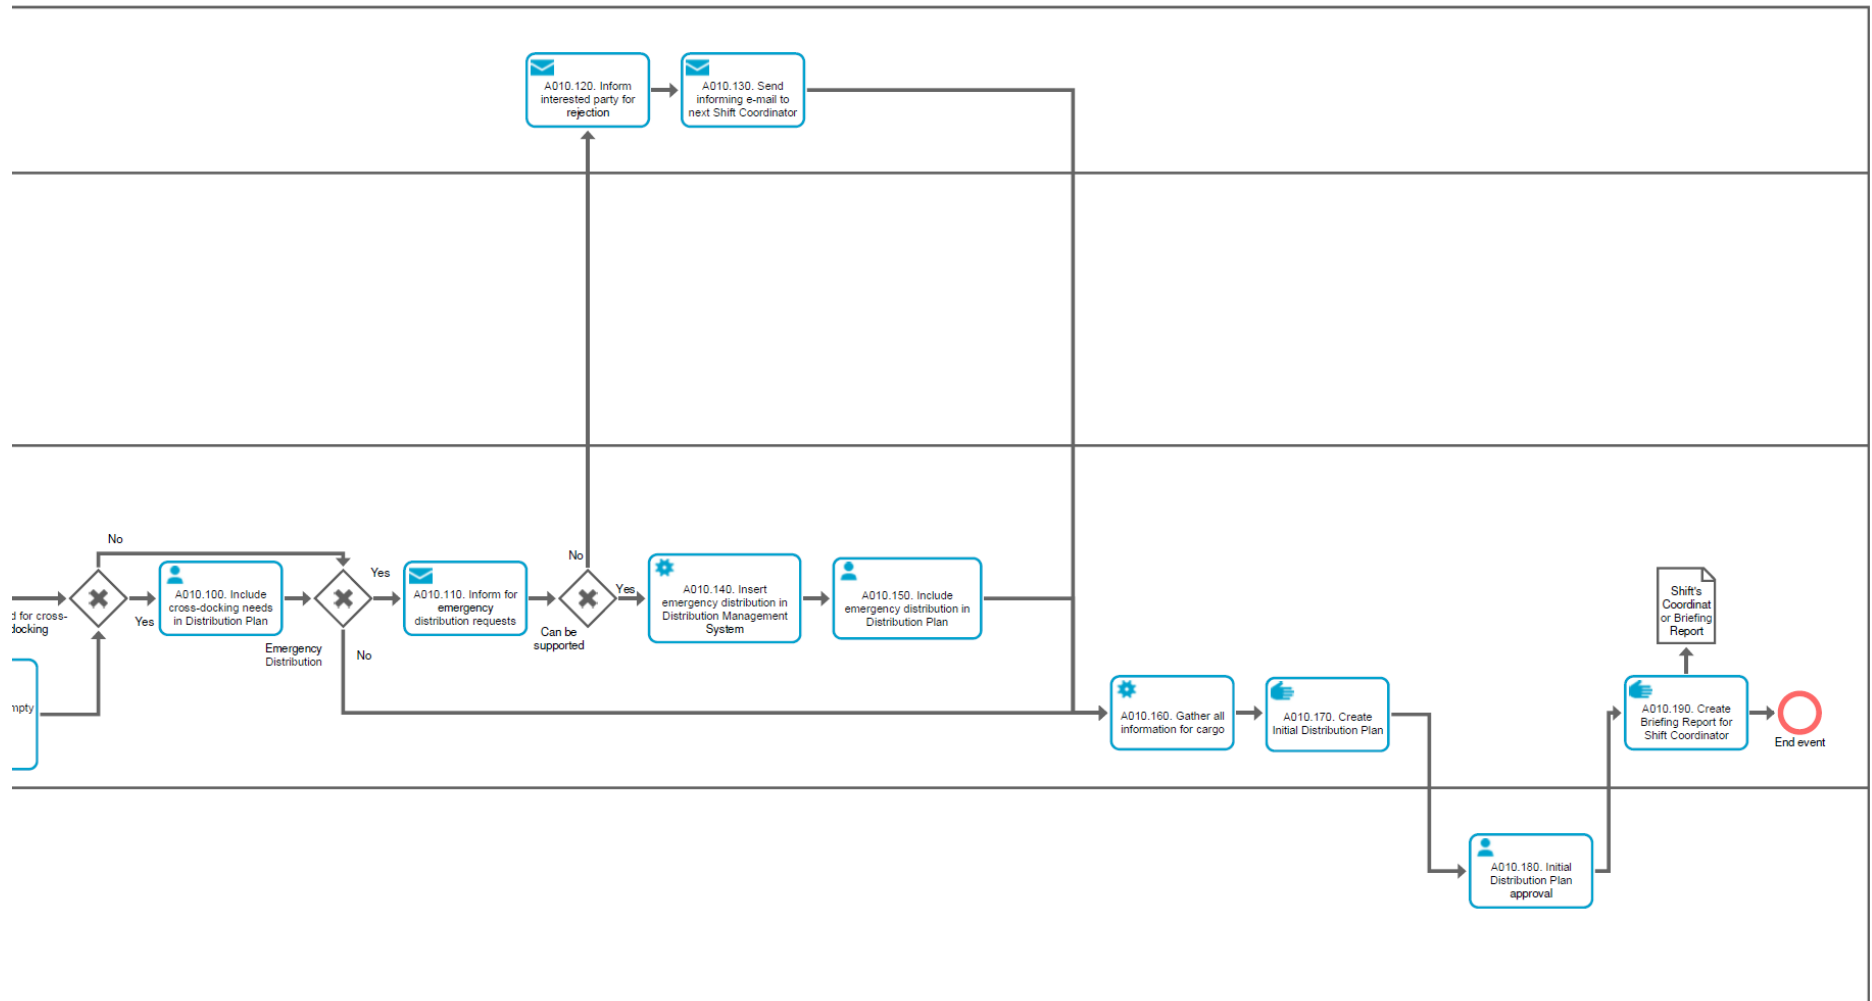 A010.120. Inform
interested party for
rejection
A010.130. Send
informing e-mail to
next Shift Coordinator
No
for cross-
docking
Yes
A010.100. Include
cross-docking needs
in Distribution Plan
Emergency
Distribution
Yes
No
A010.110. Inform for
emergency
distribution requests
No
Can be
supported
Yes
A010.140. Insert
emergency distribution in
Distribution Management
System
A010.150. Include
emergency distribution in
Distribution Plan
mpty
A010.160. Gather all
information for cargo
A010.170. Create
Initial Distribution Plan
A010.180. Initial
Distribution Plan
approval
Shift's
Coordinat
or Briefing
Report
A010.190. Create
Briefing Report for
Shift Coordinator
End event